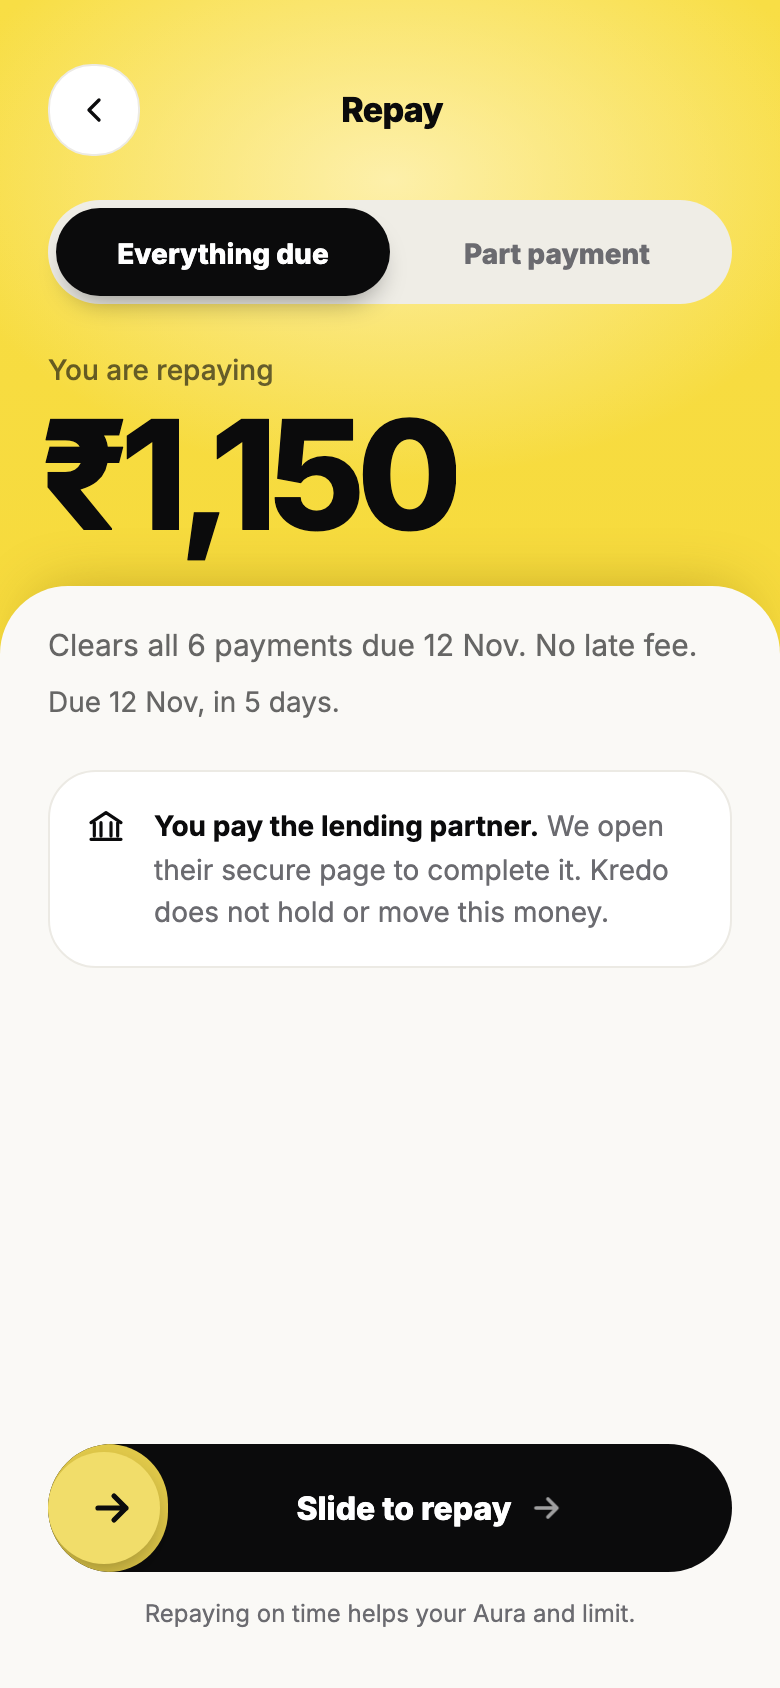 Repay
Everything due
Part payment
You are repaying
₹1,150
Clears all 6 payments due 12 Nov. No late fee.
Due 12 Nov, in 5 days.
You pay the lending partner. We open
their secure page to complete it. Kredo
does not hold or move this money.
Slide to repay
Repaying on time helps your Aura and limit.